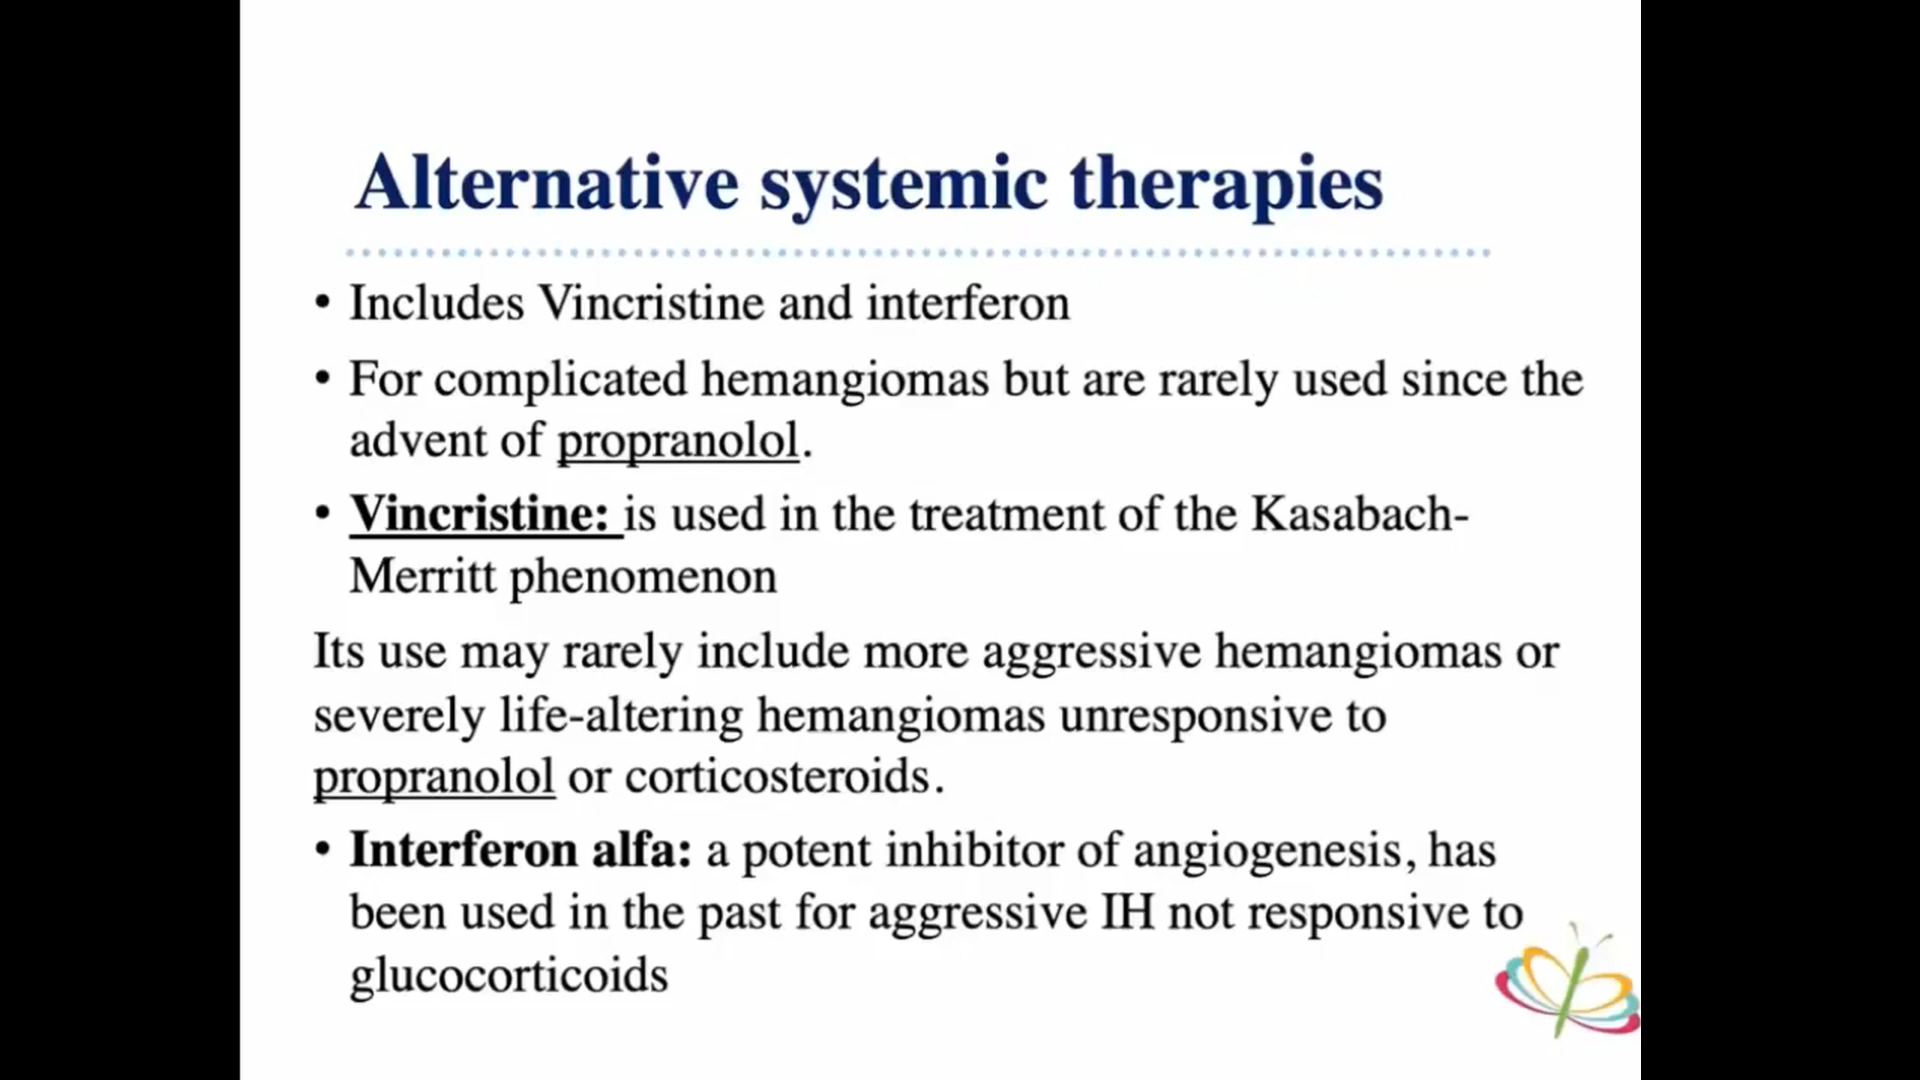 Alternative systemic therapies
• Includes Vincristine and interferon
• For complicated hemangiomas but are rarely used since the
advent of propranolol.
• Vincristine: is used in the treatment of the Kasabach-
Merritt phenomenon
Its use may rarely include more aggressive hemangiomas or
severely life-altering hemangiomas unresponsive to
propranolol or corticosteroids.
• Interferon alfa: a potent inhibitor of angiogenesis, has
been used in the past for aggressive IH not responsive to
glucocorticoids